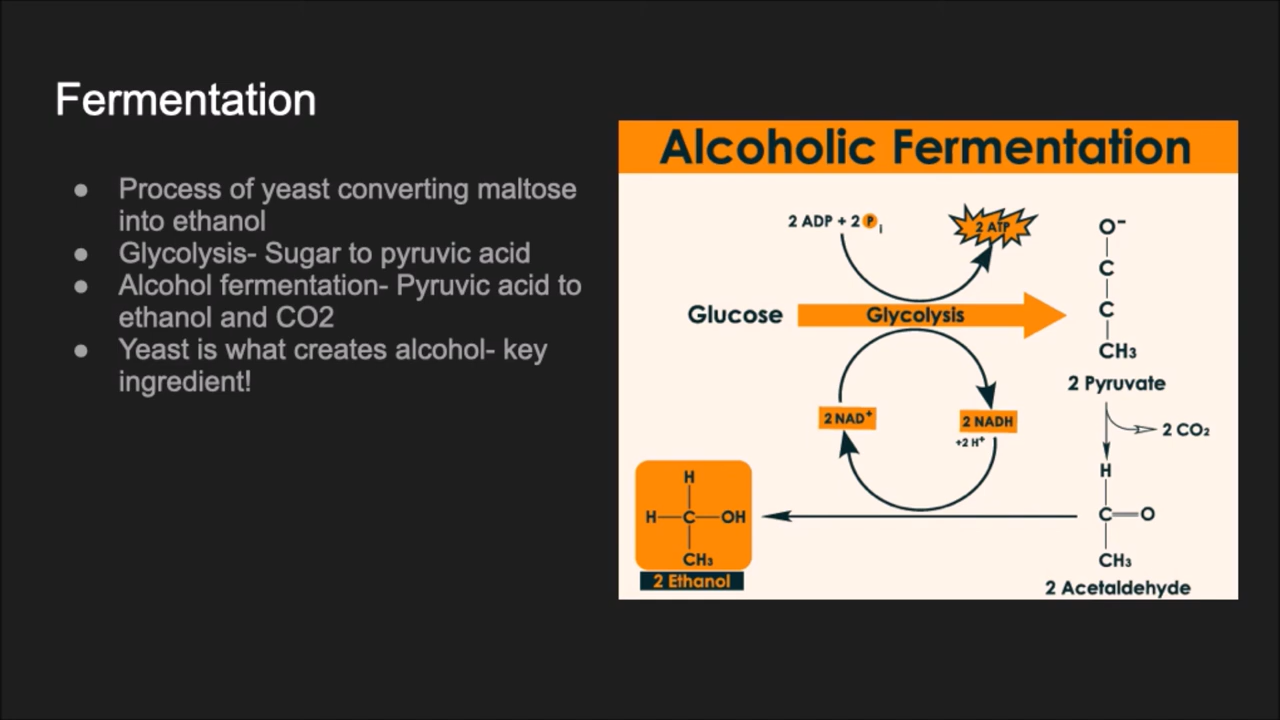 Fermentation
● Process of yeast converting maltose
into ethanol
● Glycolysis- Sugar to pyruvic acid
● Alcohol fermentation- Pyruvic acid to
ethanol and CO2
● Yeast is what creates alcohol- key
ingredient!
Alcoholic Fermentation
2 ADP + 2 P i
2 ATP
Glucose
Glycolysis
O⁻
C
C
CH₃
2 Pyruvate
2 NAD⁺
2 NADH
+2 H⁺
2 CO₂
H
C═O
CH₃
2 Acetaldehyde
H
H—C—OH
CH₃
2 Ethanol